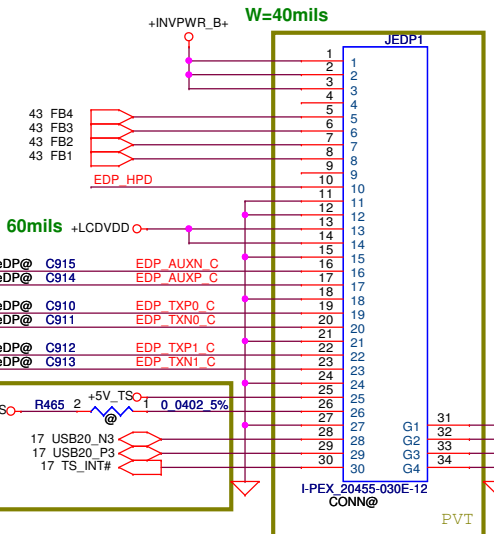 +INVPWR_B+
W=40mils
JEDP1
1 1
2 2
3 3
4 4
43 FB4 5 5
43 FB3 6 6
43 FB2 7 7
43 FB1 8 8
9 9
EDP_HPD 10 10
11 11
12 12
60mils +LCDVDD 13 13
14 14
15 15
eDP@ C915 EDP_AUXN_C 16 16
eDP@ C914 EDP_AUXP_C 17 17
18 18
eDP@ C910 EDP_TXP0_C 19 19
eDP@ C911 EDP_TXN0_C 20 20
21 21
eDP@ C912 EDP_TXP1_C 22 22
eDP@ C913 EDP_TXN1_C 23 23
24 24
+5V_TS 25 25
S R465 2 1 0_0402_5% 26 26
@
27 27 G1 31
17 USB20_N3 28 28 G2 32
17 USB20_P3 29 29 G3 33
17 TS_INT# 30 30 G4 34
I-PEX_20455-030E-12
CONN@
PVT